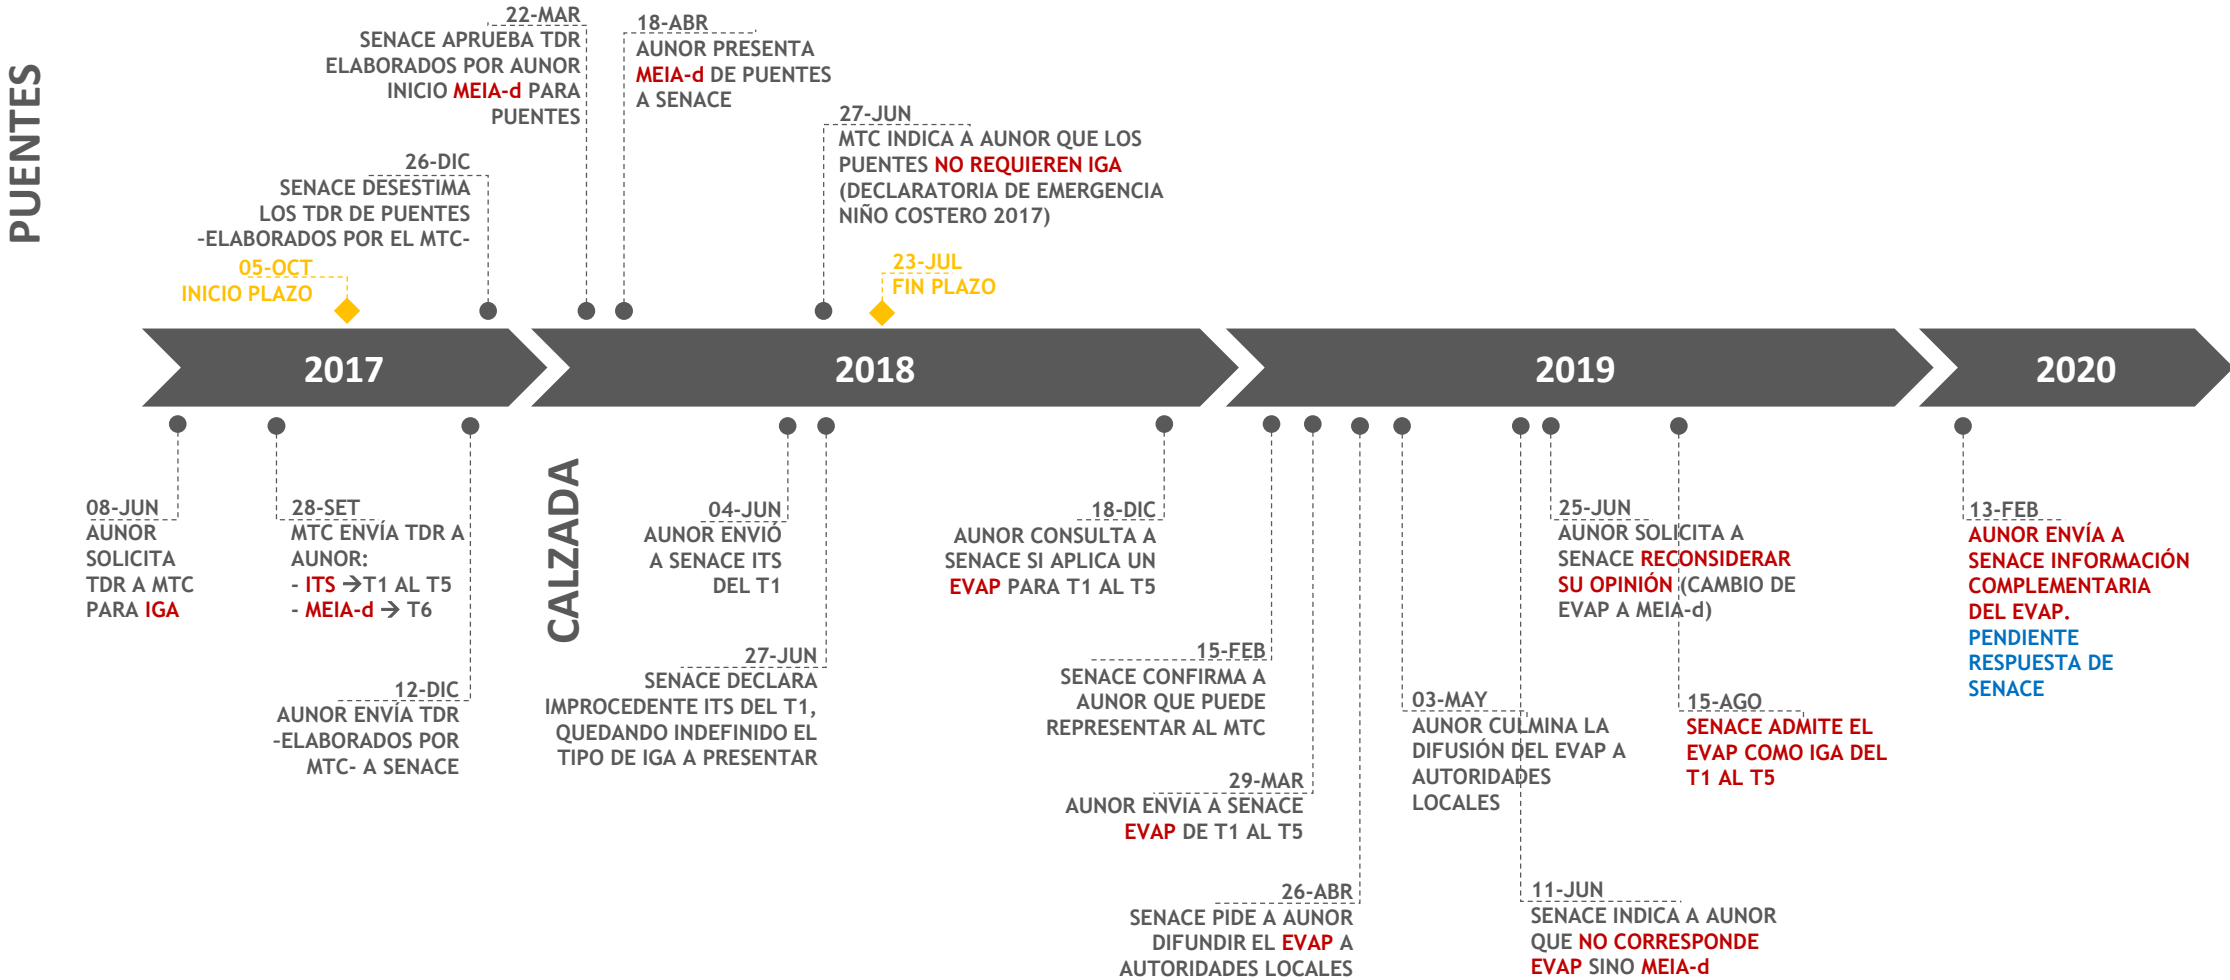 PUENTES
22-MAR
SENACE APRUEBA TDR
ELABORADOS POR AUNOR
INICIO MEIA-d PARA
PUENTES
18-ABR
AUNOR PRESENTA
MEIA-d DE PUENTES
A SENACE
27-JUN
MTC INDICA A AUNOR QUE LOS
PUENTES NO REQUIEREN IGA
(DECLARATORIA DE EMERGENCIA
NIÑO COSTERO 2017)
26-DIC
SENACE DESESTIMA
LOS TDR DE PUENTES
-ELABORADOS POR EL MTC-
05-OCT
INICIO PLAZO
23-JUL
FIN PLAZO
2017
2018
2019
2020
CALZADA
08-JUN
AUNOR
SOLICITA
TDR A MTC
PARA IGA
28-SET
MTC ENVÍA TDR A
AUNOR:
- ITS →T1 AL T5
- MEIA-d → T6
12-DIC
AUNOR ENVÍA TDR
-ELABORADOS POR
MTC- A SENACE
04-JUN
AUNOR ENVIÓ
A SENACE ITS
DEL T1
27-JUN
SENACE DECLARA
IMPROCEDENTE ITS DEL T1,
QUEDANDO INDEFINIDO EL
TIPO DE IGA A PRESENTAR
18-DIC
AUNOR CONSULTA A
SENACE SI APLICA UN
EVAP PARA T1 AL T5
15-FEB
SENACE CONFIRMA A
AUNOR QUE PUEDE
REPRESENTAR AL MTC
29-MAR
AUNOR ENVIA A SENACE
EVAP DE T1 AL T5
26-ABR
SENACE PIDE A AUNOR
DIFUNDIR EL EVAP A
AUTORIDADES LOCALES
03-MAY
AUNOR CULMINA LA
DIFUSIÓN DEL EVAP A
AUTORIDADES
LOCALES
11-JUN
SENACE INDICA A AUNOR
QUE NO CORRESPONDE
EVAP SINO MEIA-d
25-JUN
AUNOR SOLICITA A
SENACE RECONSIDERAR
SU OPINIÓN (CAMBIO DE
EVAP A MEIA-d)
15-AGO
SENACE ADMITE EL
EVAP COMO IGA DEL
T1 AL T5
13-FEB
AUNOR ENVÍA A
SENACE INFORMACIÓN
COMPLEMENTARIA
DEL EVAP.
PENDIENTE
RESPUESTA DE
SENACE